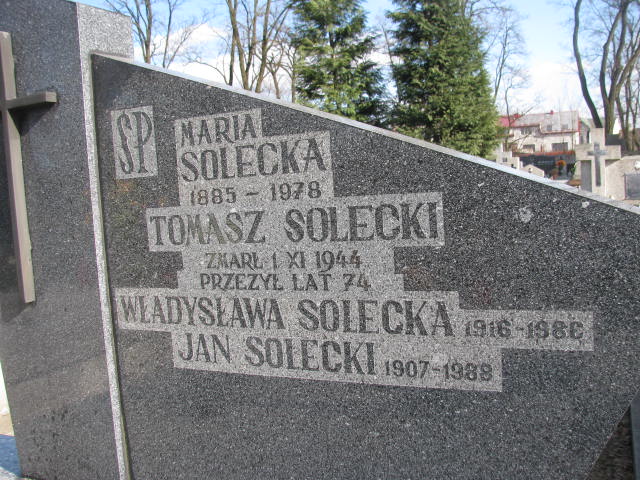 ŚP
MARIA
SOLECKA
1885 - 1978
TOMASZ SOLECKI
ZMARŁ 1 XI 1944
PRZEŻYŁ LAT 74
WŁADYSŁAWA SOLECKA 1916-1986
JAN SOLECKI 1907-1988